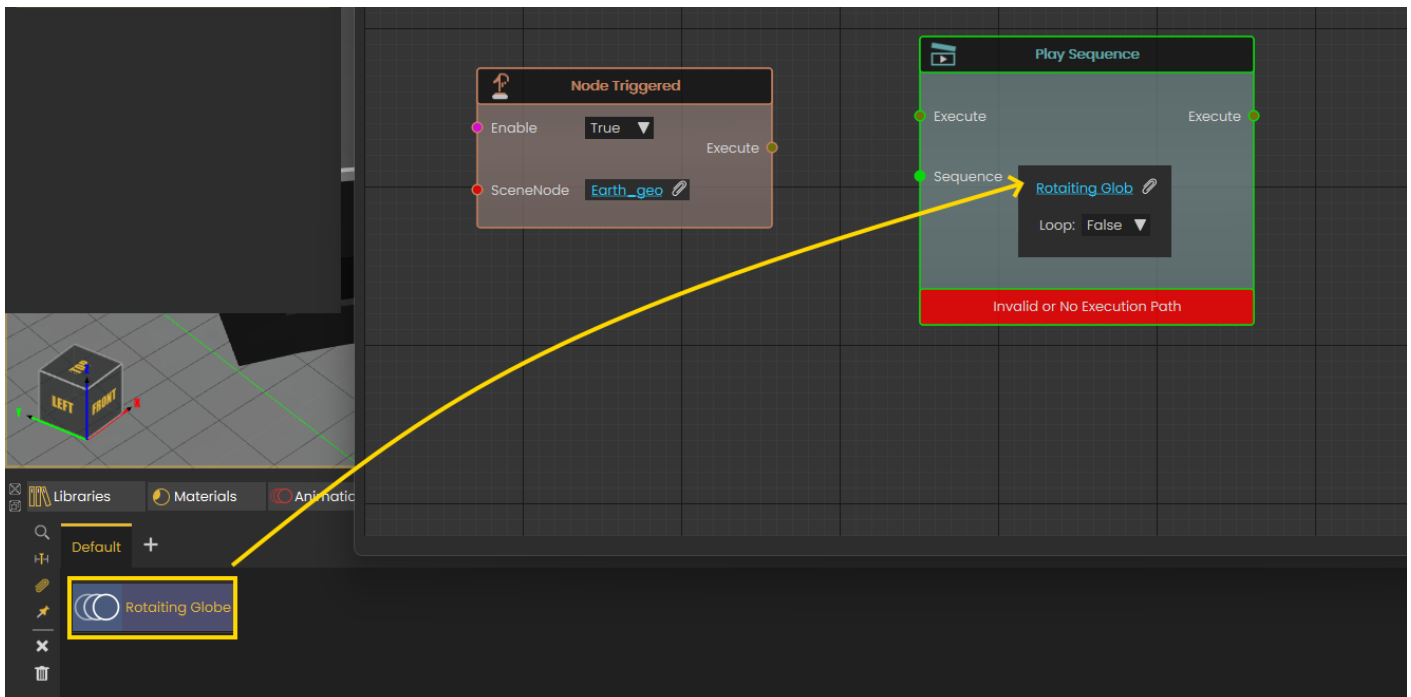 Node Triggered
Enable
True
Execute
SceneNode
Earth_geo
Play Sequence
Execute
Execute
Sequence
Rotaiting Glob
Loop: False
Invalid or No Execution Path
TOP
LEFT
FRONT
Z
Y
X
Libraries
Materials
Animatic
Default
Rotaiting Globe